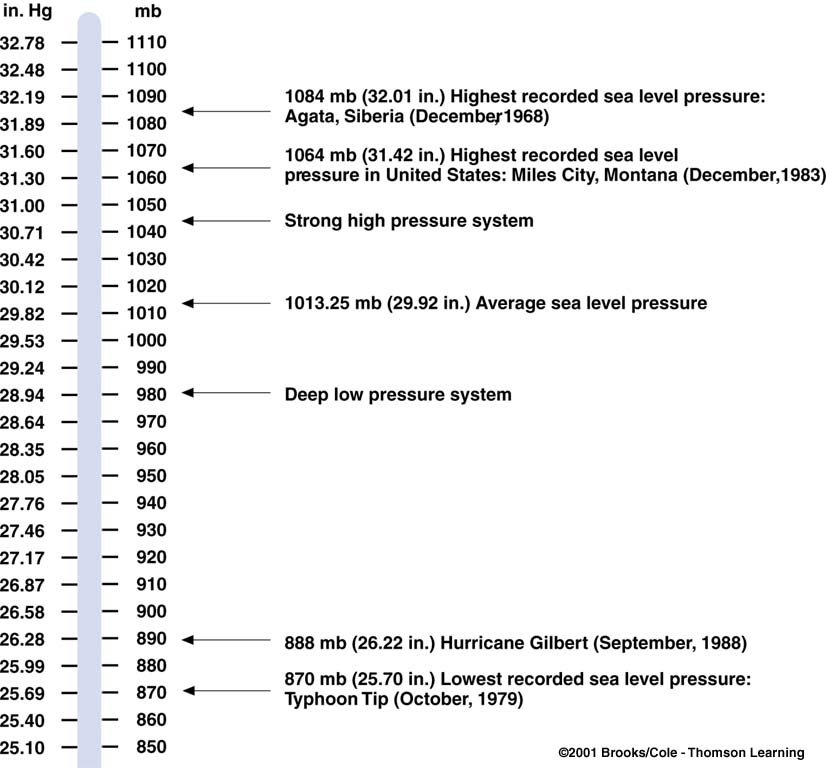 in. Hg mb
32.78 1110
32.48 1100
32.19 1090
1084 mb (32.01 in.) Highest recorded sea level pressure:
Agata, Siberia (December, 1968)
31.89 1080
31.60 1070
1064 mb (31.42 in.) Highest recorded sea level
pressure in United States: Miles City, Montana (December,1983)
31.30 1060
31.00 1050
Strong high pressure system
30.71 1040
30.42 1030
30.12 1020
1013.25 mb (29.92 in.) Average sea level pressure
29.82 1010
29.53 1000
29.24 990
28.94 980 Deep low pressure system
28.64 970
28.35 960
28.05 950
27.76 940
27.46 930
27.17 920
26.87 910
26.58 900
26.28 890 888 mb (26.22 in.) Hurricane Gilbert (September, 1988)
25.99 880
870 mb (25.70 in.) Lowest recorded sea level pressure:
Typhoon Tip (October, 1979)
25.69 870
25.40 860
25.10 850
©2001 Brooks/Cole - Thomson Learning